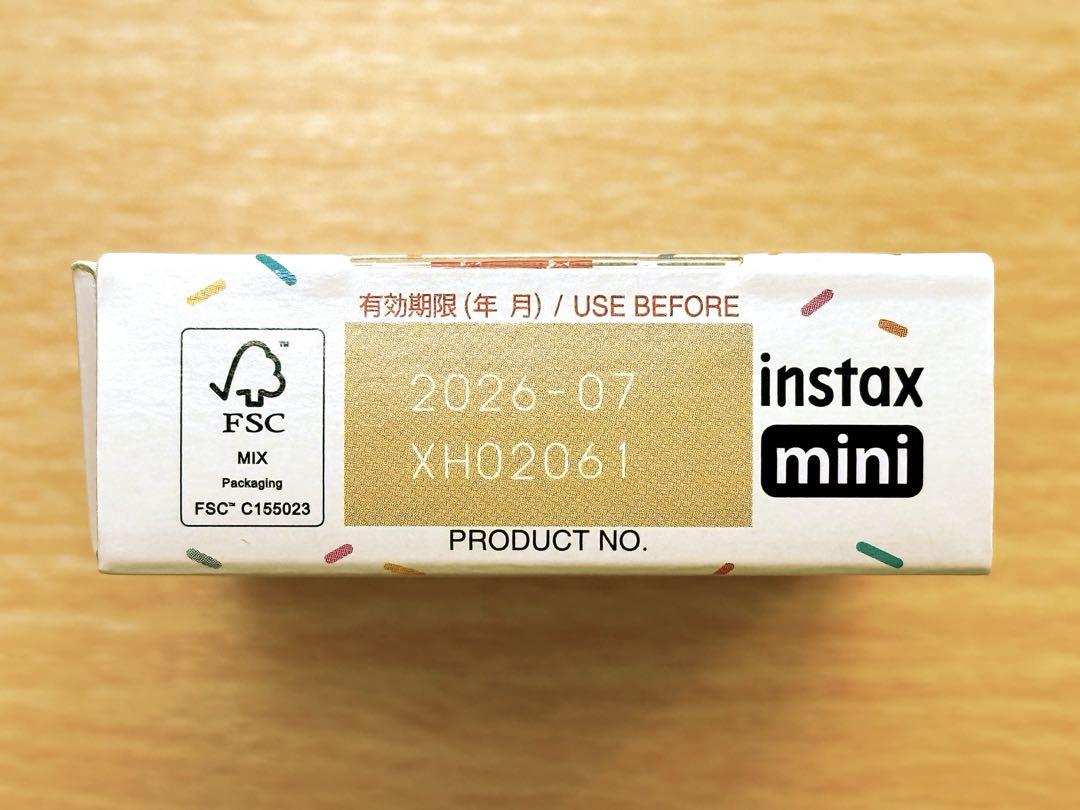 有効期限(年 月) / USE BEFORE
2026-07
XH02061
PRODUCT NO.
FSC™
MIX
Packaging
FSC™ C155023
instax
mini